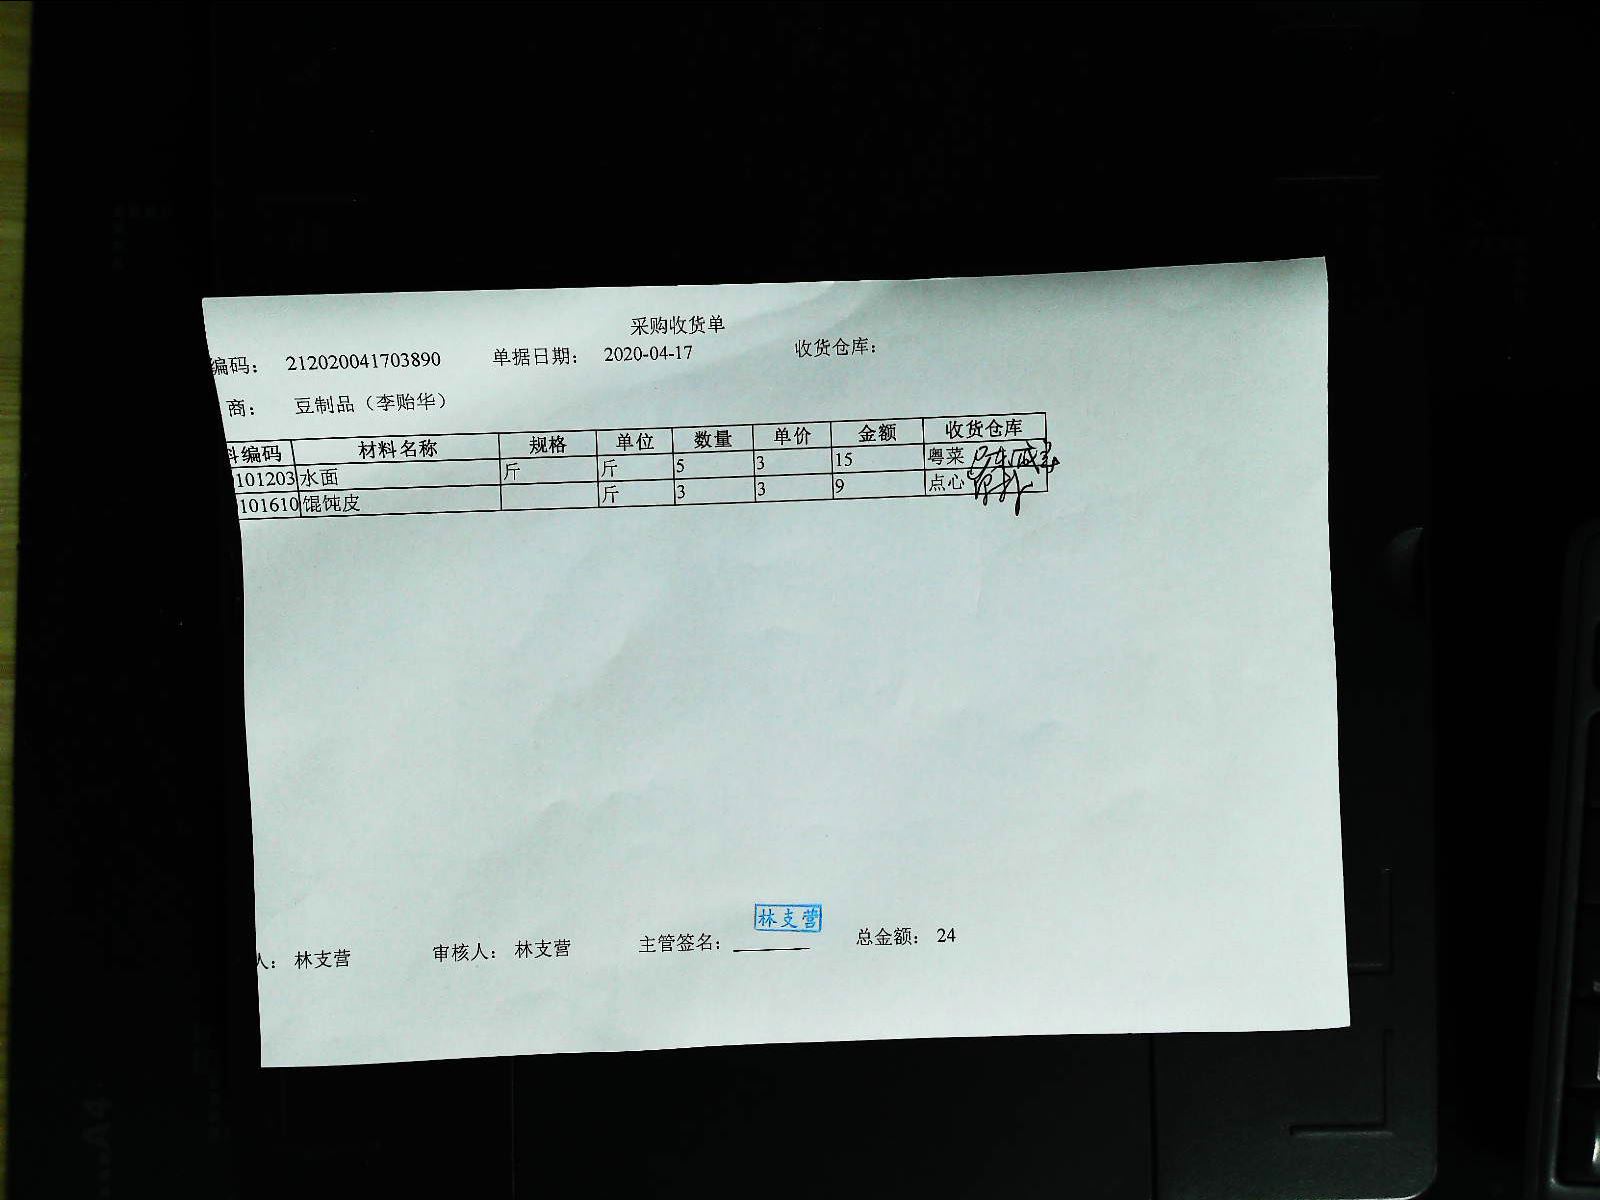 采购收货单
编码： 212020041703890 单据日期： 2020-04-17 收货仓库：
商： 豆制品（李贻华）
料编码 材料名称 规格 单位 数量 单价 金额 收货仓库
101203 水面 斤 斤 5 3 15 粤菜
101610 馄饨皮 斤 3 3 9 点心
林支营
人： 林支营 审核人： 林支营 主管签名： 总金额： 24